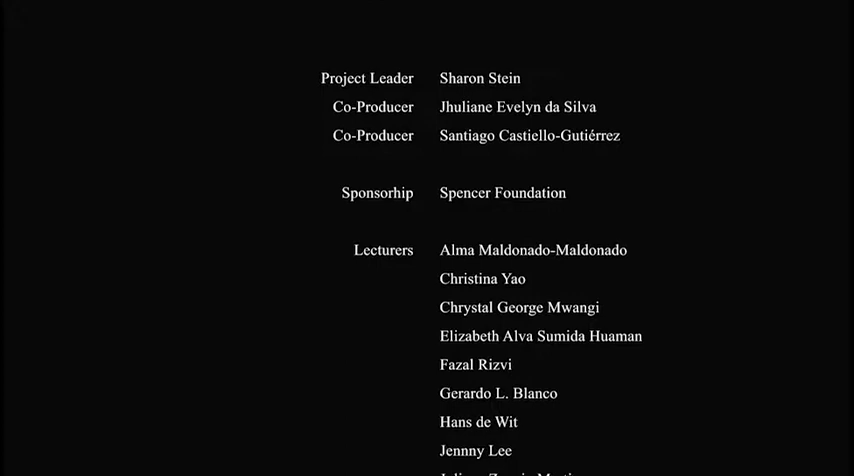 Project Leader Sharon Stein
Co-Producer Jhuliane Evelyn da Silva
Co-Producer Santiago Castiello-Gutiérrez
Sponsorhip Spencer Foundation
Lecturers Alma Maldonado-Maldonado
Christina Yao
Chrystal George Mwangi
Elizabeth Alva Sumida Huaman
Fazal Rizvi
Gerardo L. Blanco
Hans de Wit
Jennny Lee